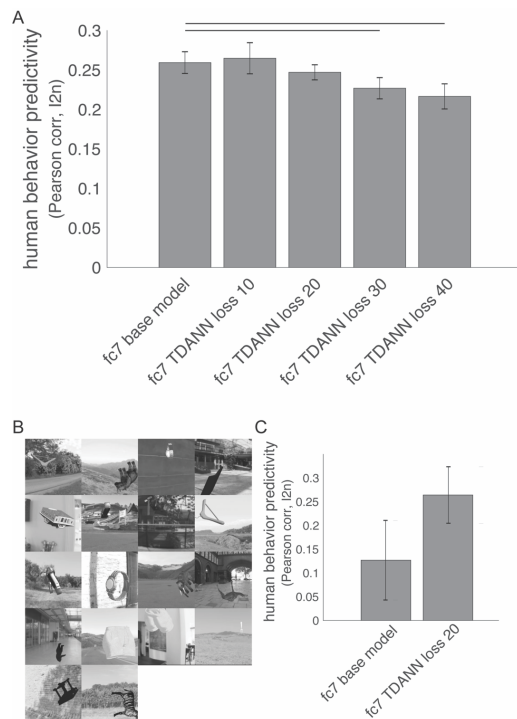 A
human behavior predictivity
(Pearson corr, I2n)
0.3
0.25
0.2
0.15
0.1
0.05
0
fc7 base model
fc7 TDANN loss 10
fc7 TDANN loss 20
fc7 TDANN loss 30
fc7 TDANN loss 40
B
C
human behavior predictivity
(Pearson corr, I2n)
0.3
0.25
0.2
0.15
0.1
0.05
0
fc7 base model
fc7 TDANN loss 20